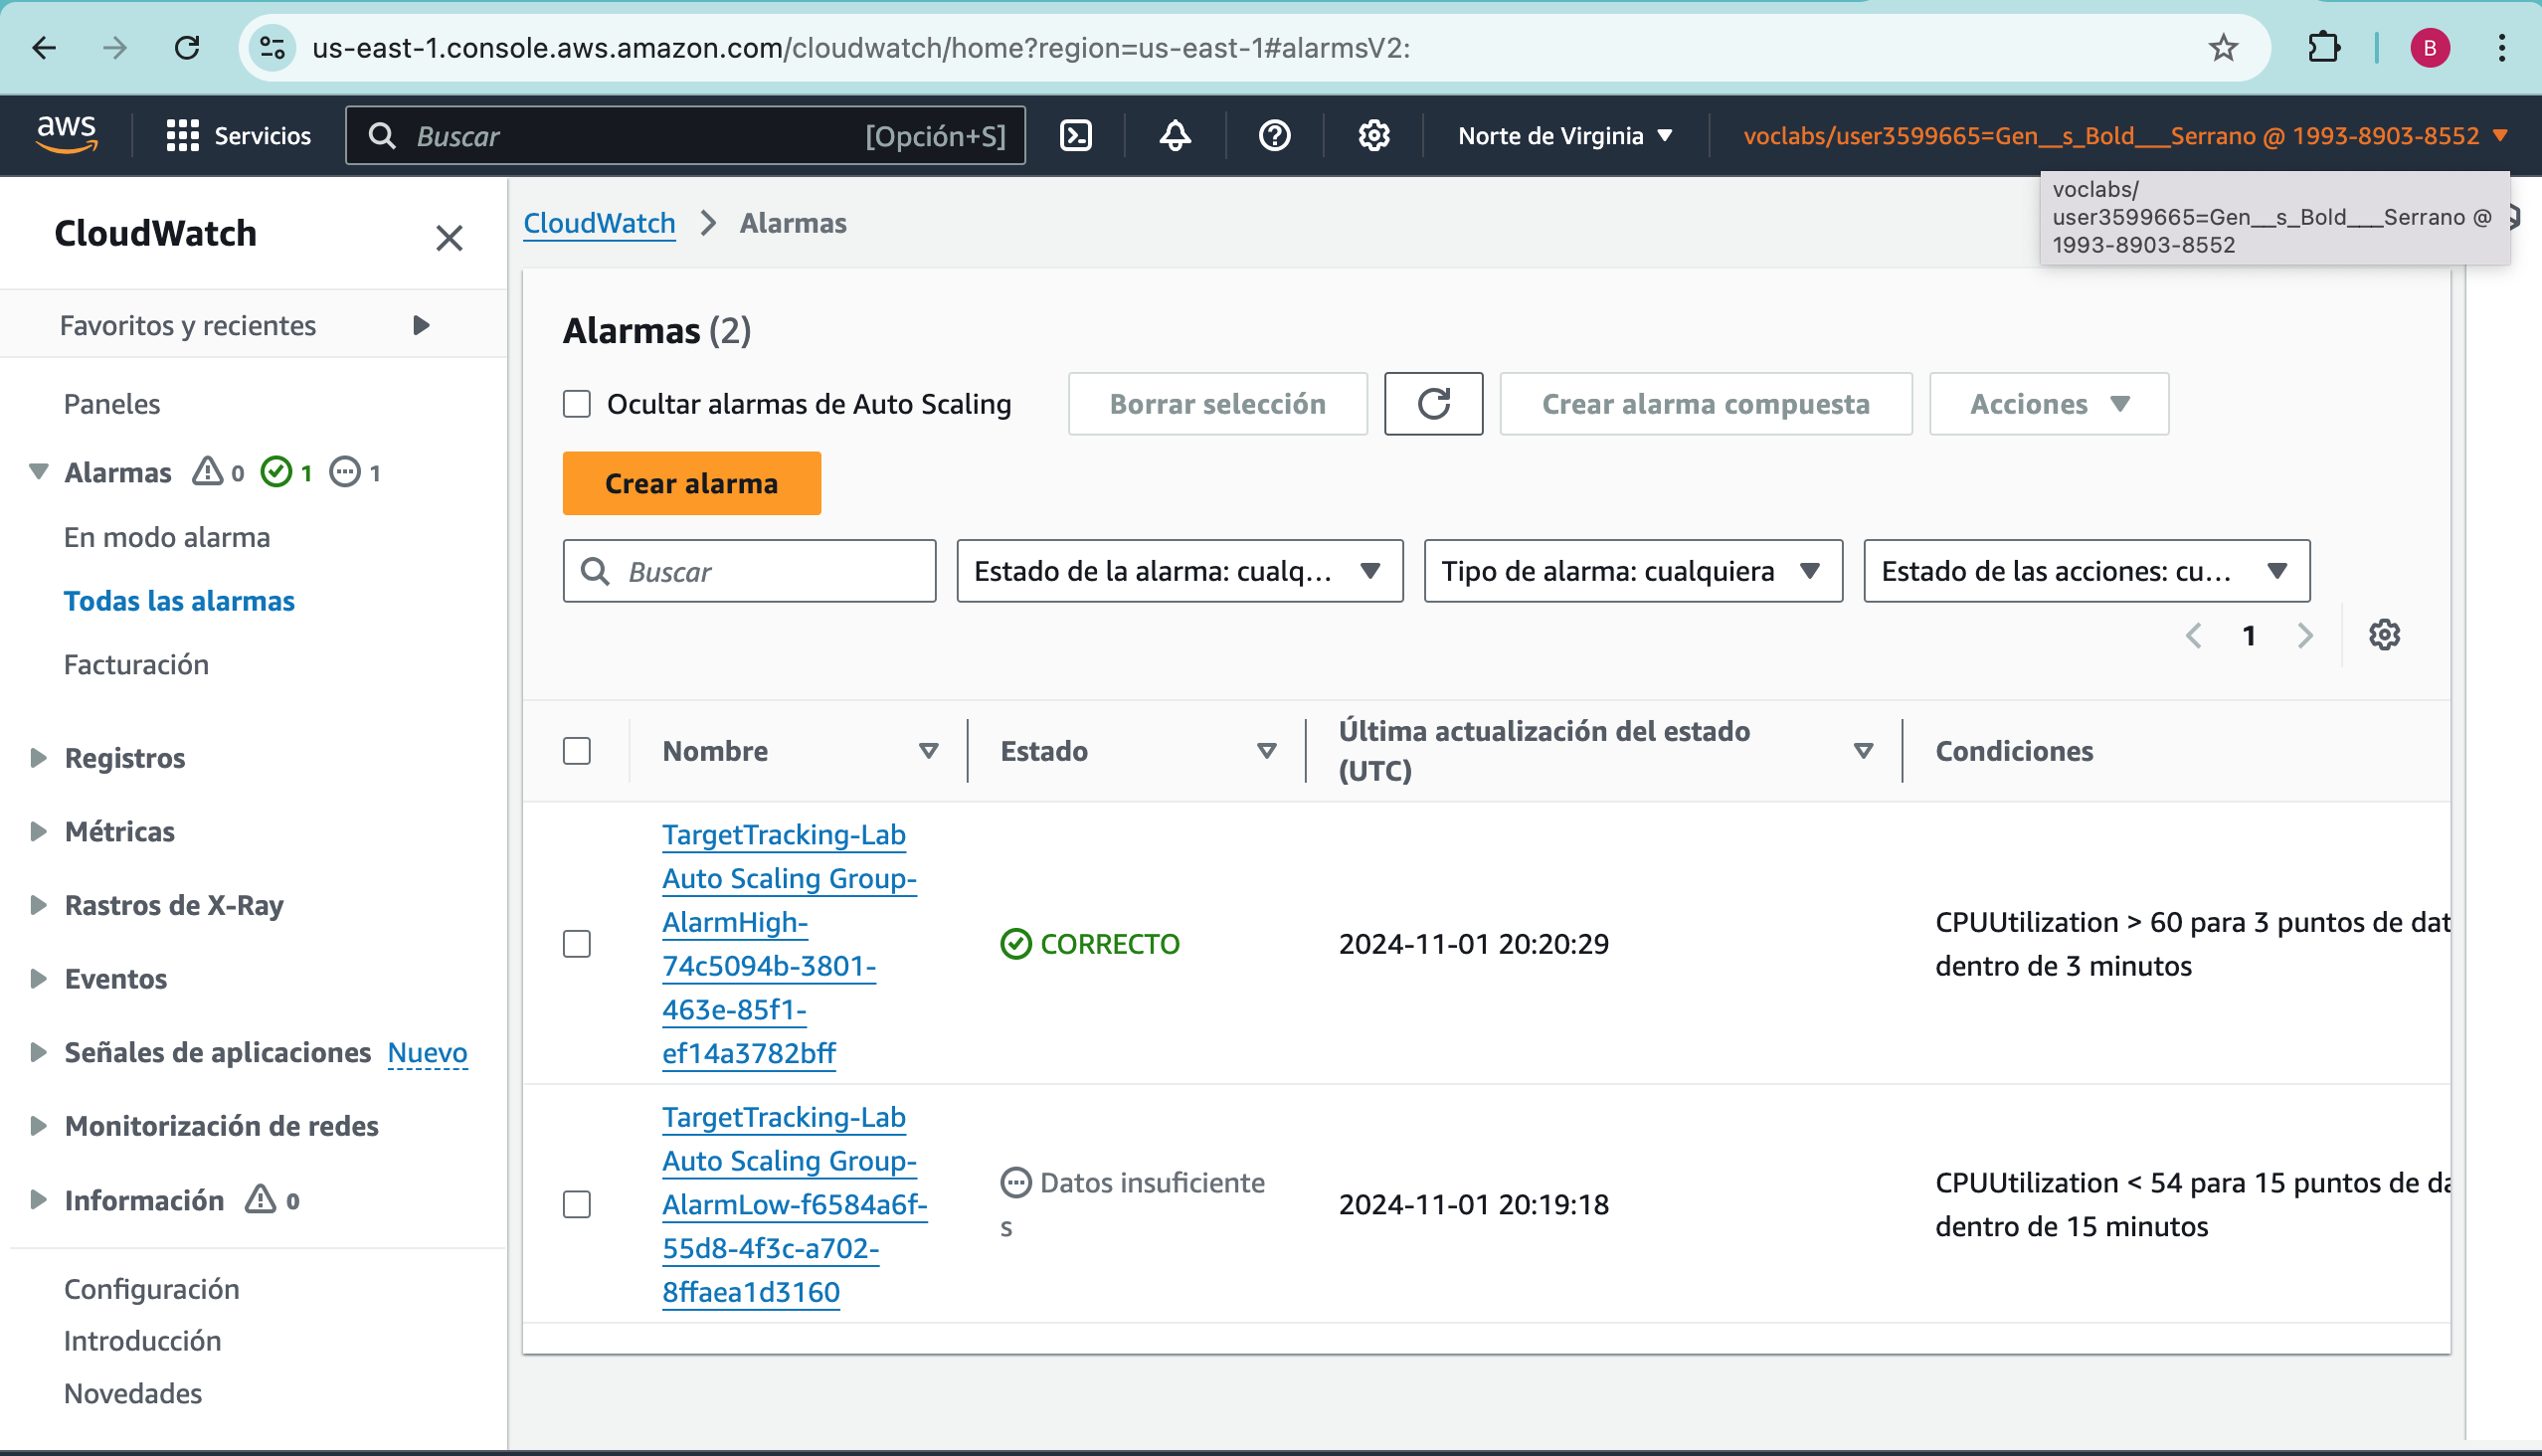 us-east-1.console.aws.amazon.com/cloudwatch/home?region=us-east-1#alarmsV2:
B
aws
Servicios
Buscar
[Opción+S]
Norte de Virginia
voclabs/user3599665=Gen__s_Bold___Serrano @ 1993-8903-8552
voclabs/
user3599665=Gen__s_Bold___Serrano @
1993-8903-8552
CloudWatch
Favoritos y recientes
Paneles
Alarmas 0 1 1
En modo alarma
Todas las alarmas
Facturación
Registros
Métricas
Rastros de X-Ray
Eventos
Señales de aplicaciones Nuevo
Monitorización de redes
Información 0
Configuración
Introducción
Novedades
CloudWatch
Alarmas
Alarmas (2)
Ocultar alarmas de Auto Scaling
Borrar selección
Crear alarma compuesta
Acciones
Crear alarma
Buscar
Estado de la alarma: cualq...
Tipo de alarma: cualquiera
Estado de las acciones: cu...
1
Nombre
Estado
Última actualización del estado
(UTC)
Condiciones
TargetTracking-Lab
Auto Scaling Group-
AlarmHigh-
74c5094b-3801-
463e-85f1-
ef14a3782bff
CORRECTO
2024-11-01 20:20:29
CPUUtilization > 60 para 3 puntos de dat
dentro de 3 minutos
TargetTracking-Lab
Auto Scaling Group-
AlarmLow-f6584a6f-
55d8-4f3c-a702-
8ffaea1d3160
Datos insuficiente
s
2024-11-01 20:19:18
CPUUtilization < 54 para 15 puntos de da
dentro de 15 minutos